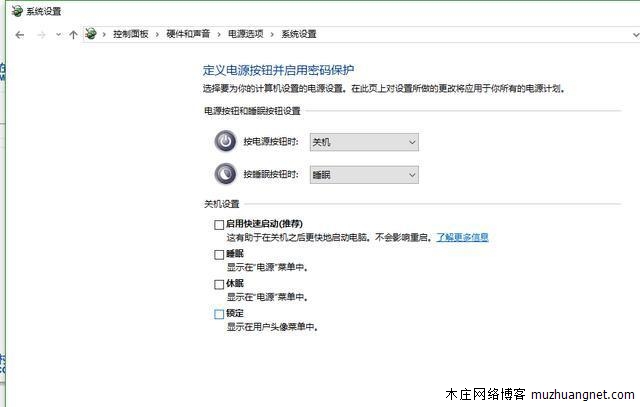 系统设置
控制面板 > 硬件和声音 > 电源选项 > 系统设置
定义电源按钮并启用密码保护
选择要为你的计算机设置的电源设置。在此页上对设置所做的更改将应用于你所有的电源计划。
电源按钮和睡眠按钮设置
按电源按钮时: 关机
按睡眠按钮时: 睡眠
关机设置
启用快速启动(推荐)
这有助于在关机之后更快地启动电脑。不会影响重启。了解更多信息
睡眠
显示在"电源"菜单中。
休眠
显示在"电源"菜单中。
锁定
显示在用户头像菜单中。
木庄网络博客 muzhuangnet.com